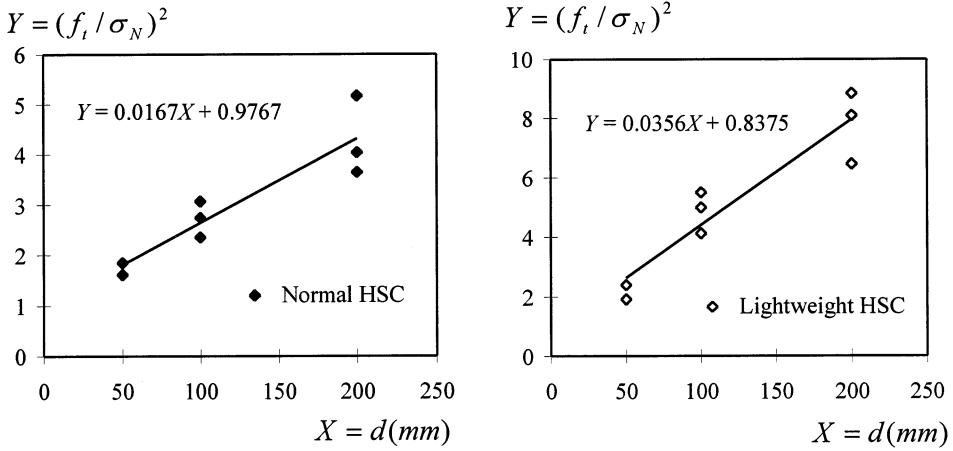 Y = (f_t / σ_N)^2
6
5
4
3
2
1
0
Y = 0.0167X + 0.9767
Normal HSC
0 50 100 150 200 250
X = d(mm)
Y = (f_t / σ_N)^2
10
8
6
4
2
0
Y = 0.0356X + 0.8375
Lightweight HSC
0 50 100 150 200 250
X = d(mm)